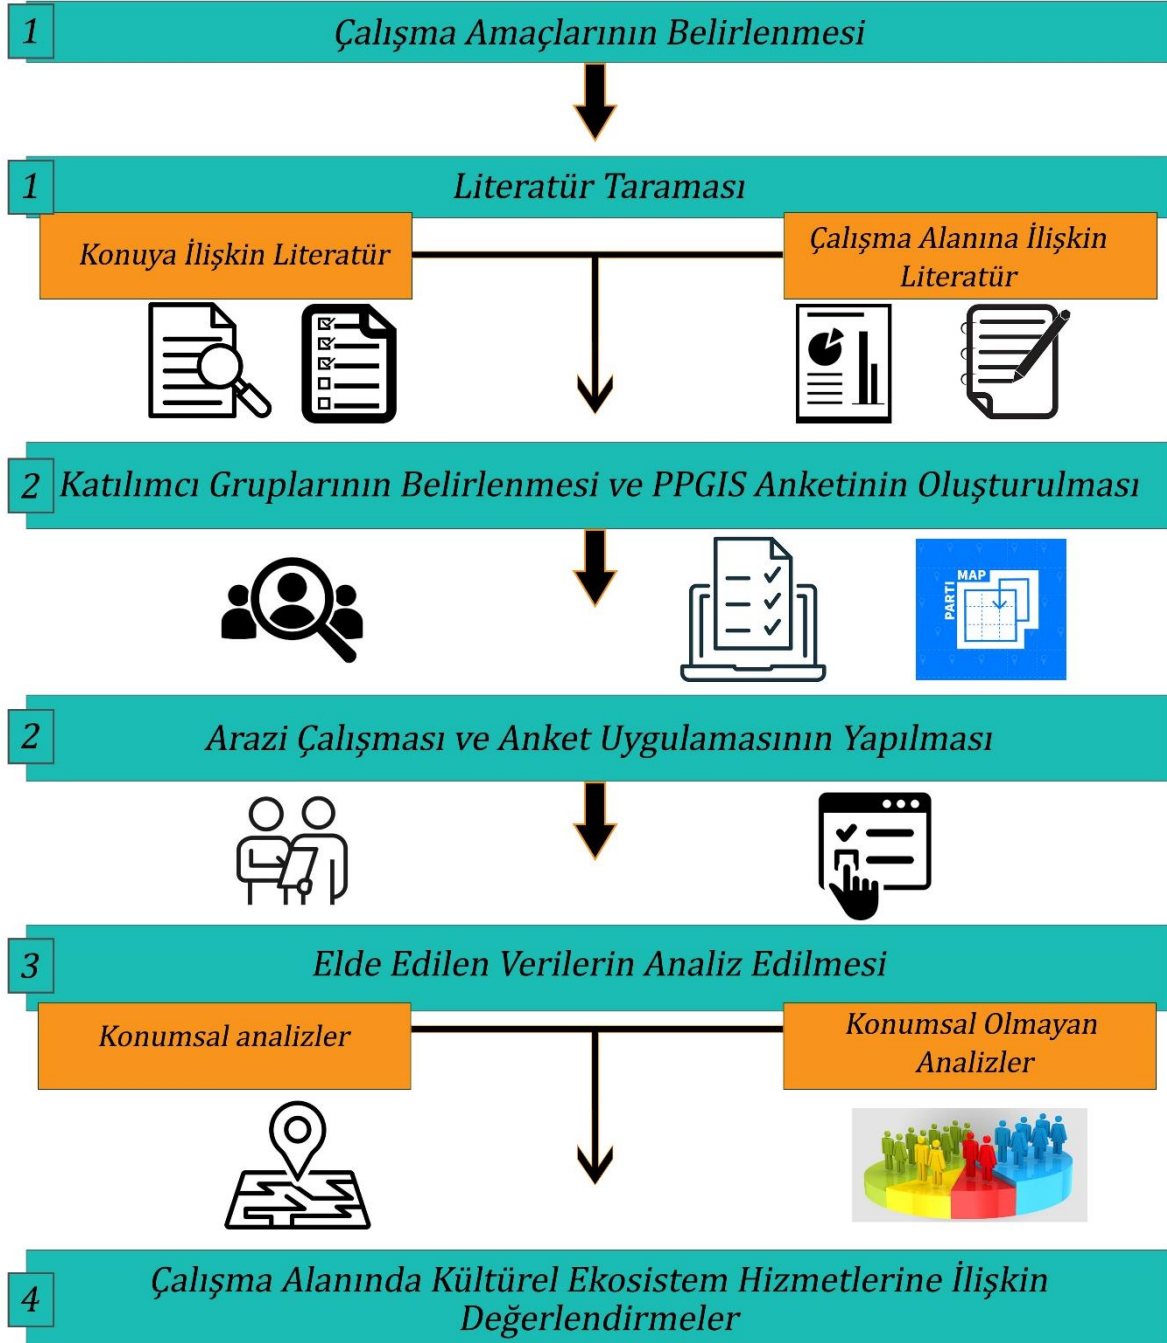 1 Çalışma Amaçlarının Belirlenmesi
1 Literatür Taraması
Konuya İlişkin Literatür
Çalışma Alanına İlişkin
Literatür
2 Katılımcı Gruplarının Belirlenmesi ve PPGIS Anketinin Oluşturulması
PARTI
MAP
2 Arazi Çalışması ve Anket Uygulamasının Yapılması
3 Elde Edilen Verilerin Analiz Edilmesi
Konumsal analizler
Konumsal Olmayan
Analizler
4 Çalışma Alanında Kültürel Ekosistem Hizmetlerine İlişkin
Değerlendirmeler